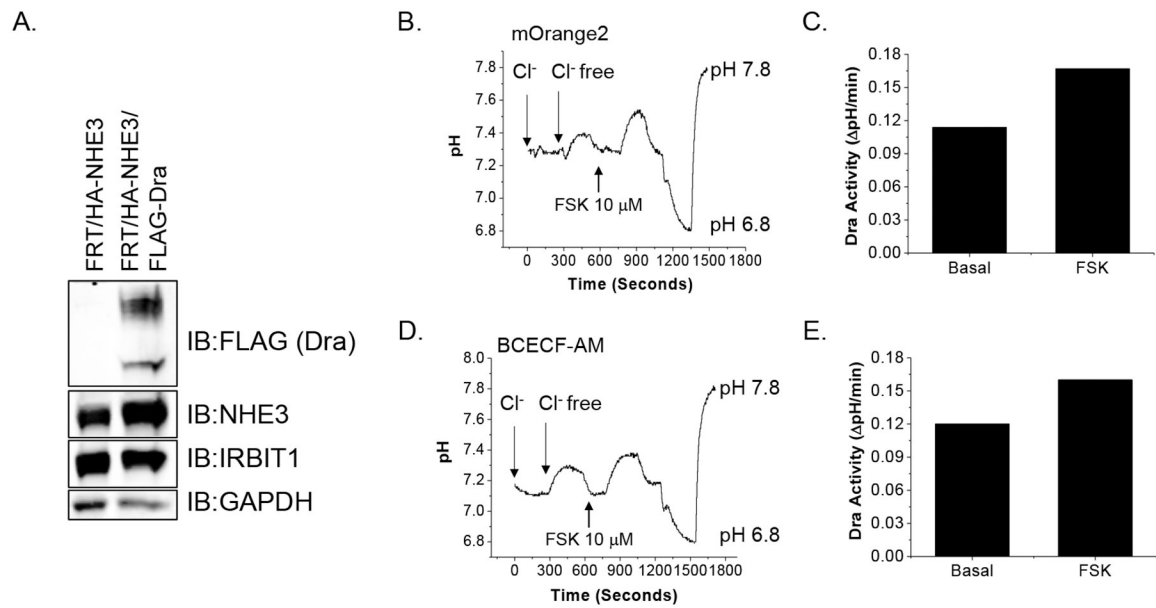 A.
FRT/HA-NHE3
FRT/HA-NHE3/
FLAG-Dra
IB:FLAG (Dra)
IB:NHE3
IB:IRBIT1
IB:GAPDH
B.
mOrange2
Cl⁻
Cl⁻ free
pH 7.8
7.8
7.6
7.4
7.2
7.0
6.8
pH
FSK 10 µM
pH 6.8
0 300 600 900 1200 1500 1800
Time (Seconds)
C.
0.18
0.15
0.12
0.09
0.06
0.03
0.00
Dra Activity (ΔpH/min)
Basal FSK
D.
BCECF-AM
Cl⁻
Cl⁻ free
pH 7.8
8.0
7.8
7.6
7.4
7.2
7.0
6.8
pH
FSK 10 µM
pH 6.8
0 300 600 900 1200 1500 1800
Time (Seconds)
E.
0.18
0.15
0.12
0.09
0.06
0.03
0.00
Dra Activity (ΔpH/min)
Basal FSK